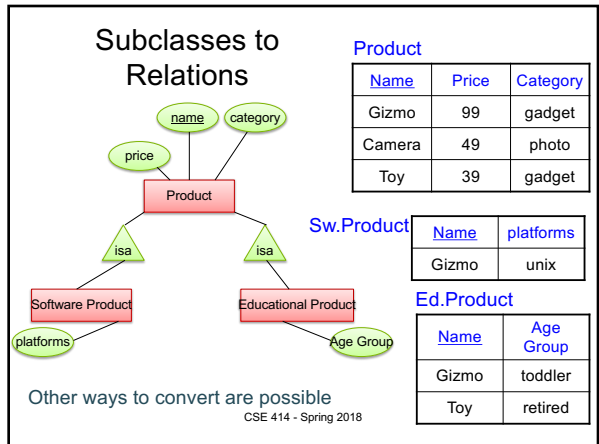 Subclasses to
Relations
name
category
price
Product
isa
isa
Software Product
Educational Product
platforms
Age Group
Product
Name Price Category
Gizmo 99 gadget
Camera 49 photo
Toy 39 gadget
Sw.Product
Name platforms
Gizmo unix
Ed.Product
Name Age
Group
Gizmo toddler
Toy retired
Other ways to convert are possible
CSE 414 - Spring 2018